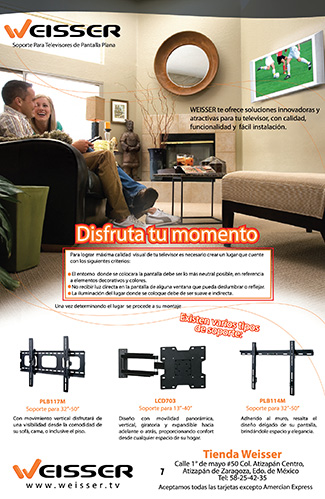 WEISSER
Soporte Para Televisores de Pantalla Plana
WEISSER te ofrece soluciones innovadoras y
atractivas para tu televisor, con calidad,
funcionalidad y fácil instalación.
Disfruta tu momento
Para lograr máxima calidad visual de tu televisor es necesario crear un lugar que cuente
con los siguientes criterios:
El entorno donde se colocara la pantalla debe ser lo más neutral posible, en referencia
a elementos decorativos y colores.
No recibir luz directa en la pantalla de alguna ventana que pueda deslumbrar o reflejar.
La iluminación del lugar donde se coloque debe de ser suave e indirecta.
Una vez determinando el lugar se procede a su montaje
Existen varios tipos
de soporte.
PLB117M
Soporte para 32"-50"
Con movimiento vertical disfrutará de
una visibilidad desde la comodidad de
su sofá, cama, o inclusive el piso.
LCD703
Soporte para 13"-40"
Diseño con movilidad panorámica,
vertical, giratoria y extendible hacia
adelante o atrás, proporcionando confort
desde cualquier espacio de su hogar.
PLB114M
Soporte para 32"-50"
Adhiendo al muro, resalta el
diseño delgado de su pantalla,
brindándole espacio y elegancia.
WEISSER
www.weisser.tv
7
Tienda Weisser
Calle 1° de mayo #50 Col. Atizapán Centro,
Atizapán de Zaragoza, Edo. de México
Tel: 58-25-42-35
Aceptamos todas las tarjetas excepto Amercian Express